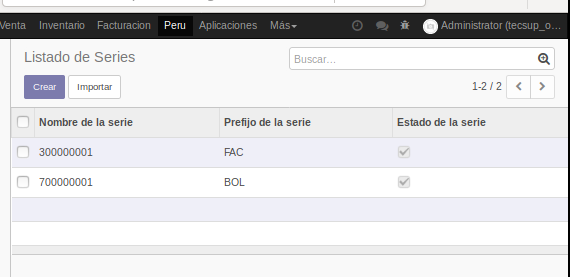 Venta Inventario Facturacion Peru Aplicaciones Más Administrator (tecsup_o...
Listado de Series
Buscar...
Crear Importar
1-2 / 2
Nombre de la serie Prefijo de la serie Estado de la serie
300000001 FAC
700000001 BOL